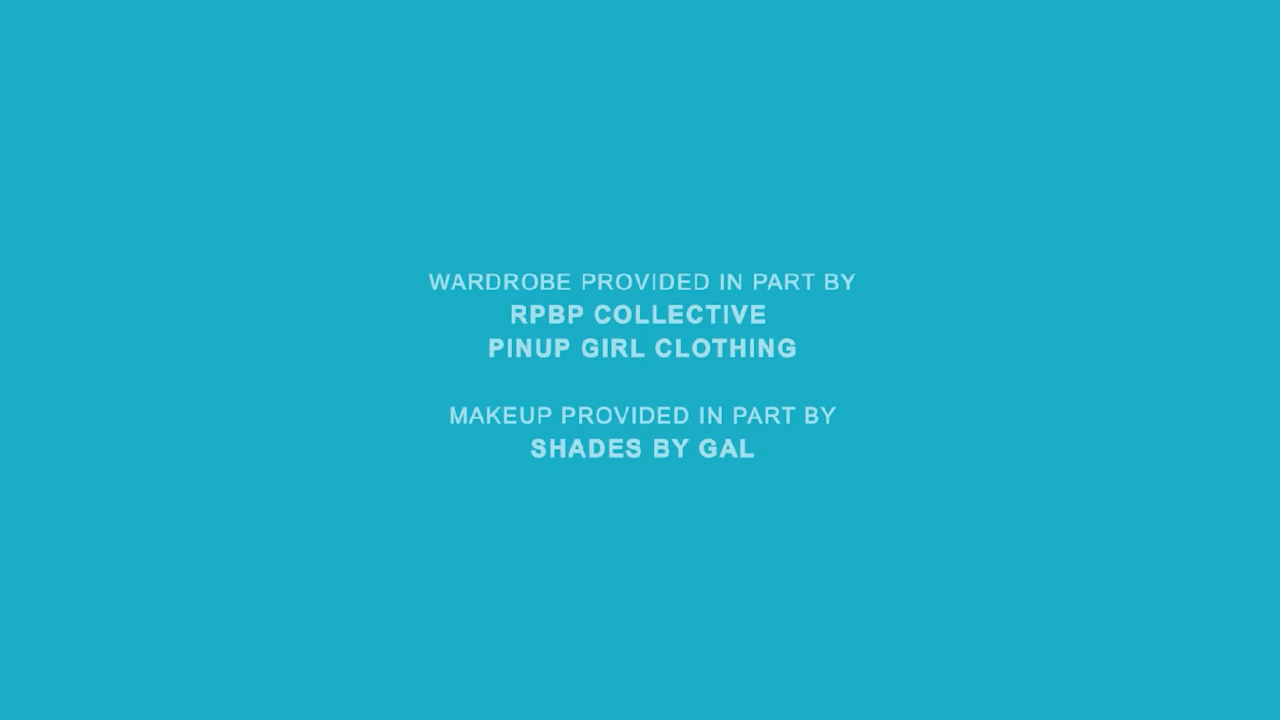 WARDROBE PROVIDED IN PART BY
RPBP COLLECTIVE
PINUP GIRL CLOTHING
MAKEUP PROVIDED IN PART BY
SHADES BY GAL